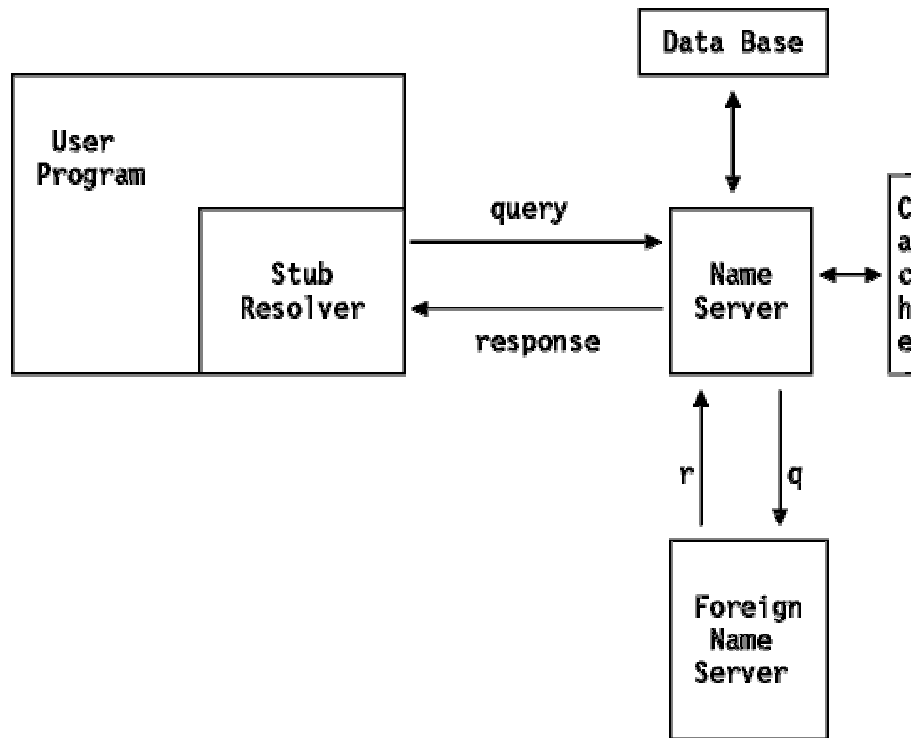 Data Base
User
Program
Stub
Resolver
query
response
Name
Server
C
a
c
h
e
r
q
Foreign
Name
Server